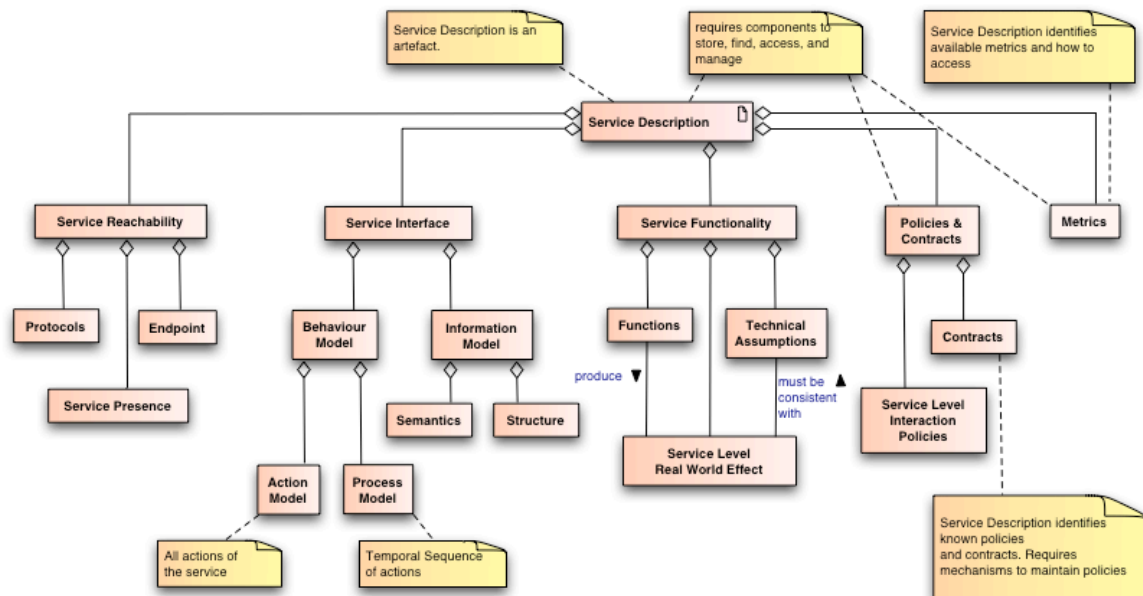 Service Description is an
artefact.
requires components to
store, find, access, and
manage
Service Description identifies
available metrics and how to
access
Service Description
Service Reachability
Service Interface
Service Functionality
Policies &
Contracts
Metrics
Protocols
Endpoint
Behaviour
Model
Information
Model
Functions
Technical
Assumptions
Contracts
produce
must be
consistent
with
Service Presence
Semantics
Structure
Service Level
Real World Effect
Service Level
Interaction
Policies
Action
Model
Process
Model
All actions of
the service
Temporal Sequence
of actions
Service Description identifies
known policies
and contracts. Requires
mechanisms to maintain policies